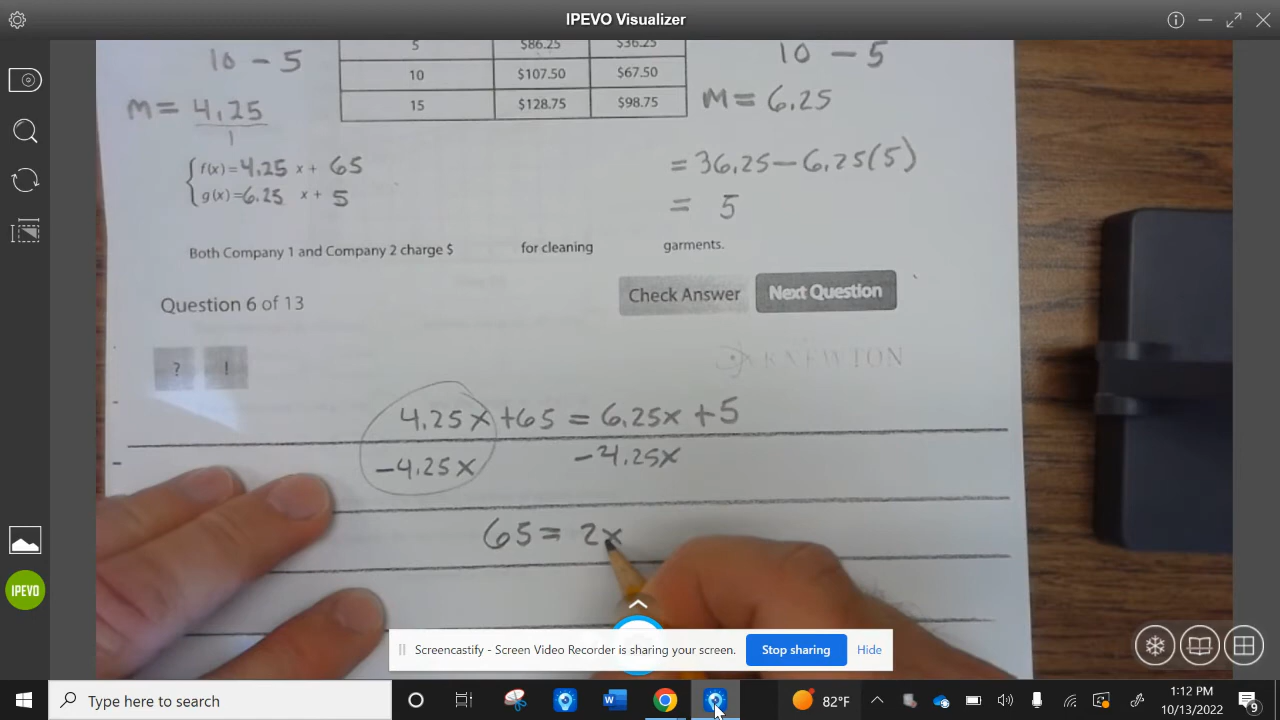 IPEVO Visualizer
10 - 5
5 $86.25 $36.25
10 $107.50 $67.50
15 $128.75 $98.75
10 - 5
M = 4.25
1
M = 6.25
f(x)=4.25 x + 65
g(x)=6.25 x + 5
= 36.25 - 6.25(5)
= 5
Both Company 1 and Company 2 charge $ for cleaning garments.
Question 6 of 13
Check Answer
Next Question
? !
KNEWTON
4.25x + 65 = 6.25x + 5
-4.25x -4.25x
65 = 2x
IPEVO
Screencastify - Screen Video Recorder is sharing your screen.
Stop sharing
Hide
Type here to search
82°F
1:12 PM
10/13/2022
9